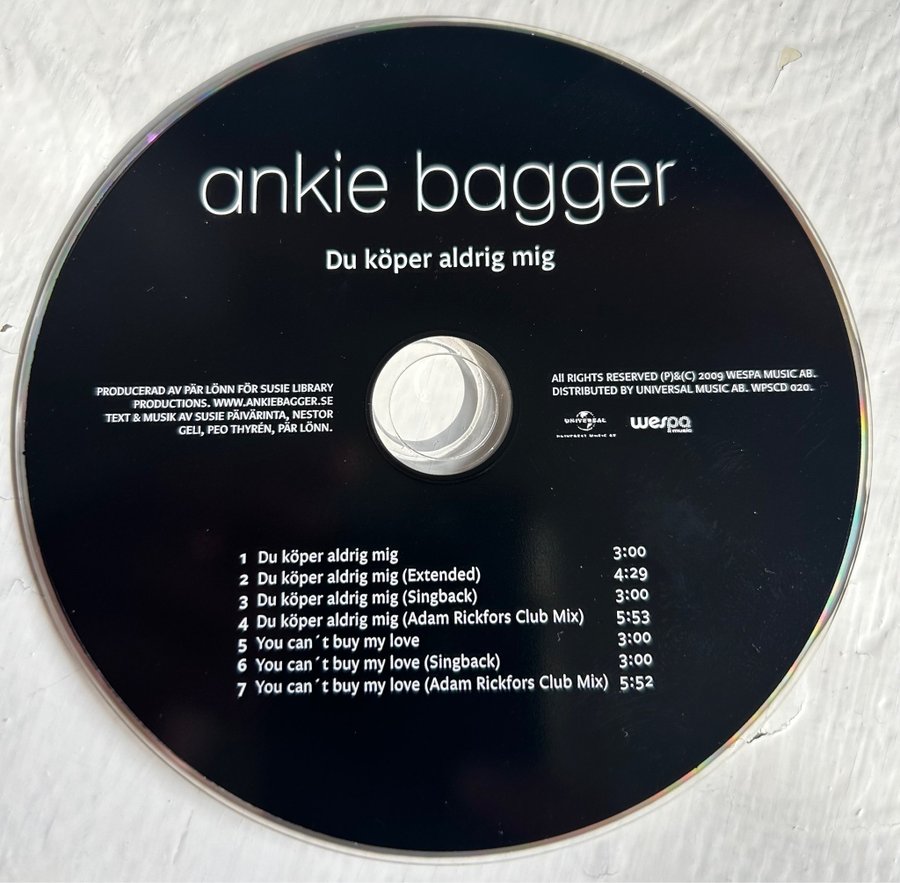 ankie bagger
Du köper aldrig mig
PRODUCERAD AV PÄR LÖNN FÖR SUSIE LIBRARY
PRODUCTIONS. WWW.ANKIEBAGGER.SE
TEXT & MUSIK AV SUSIE PÄIVÄRINTA, NESTOR
GELI, PEO THYRÉN, PÄR LÖNN.
All RIGHTS RESERVED (P)&(C) 2009 WESPA MUSIC AB.
DISTRIBUTED BY UNIVERSAL MUSIC AB. WPSCD 020.
UNIVERSAL
wespa
music
1 Du köper aldrig mig 3:00
2 Du köper aldrig mig (Extended) 4:29
3 Du köper aldrig mig (Singback) 3:00
4 Du köper aldrig mig (Adam Rickfors Club Mix) 5:53
5 You can´t buy my love 3:00
6 You can´t buy my love (Singback) 3:00
7 You can´t buy my love (Adam Rickfors Club Mix) 5:52